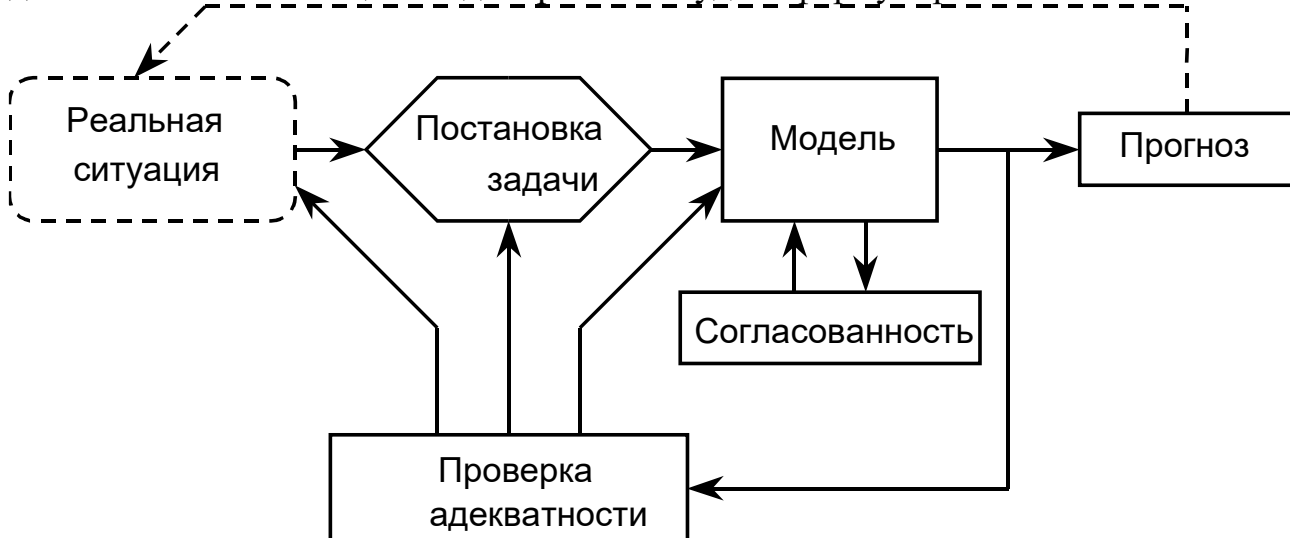 Реальная
ситуация
Постановка
задачи
Модель
Прогноз
Согласованность
Проверка
адекватности